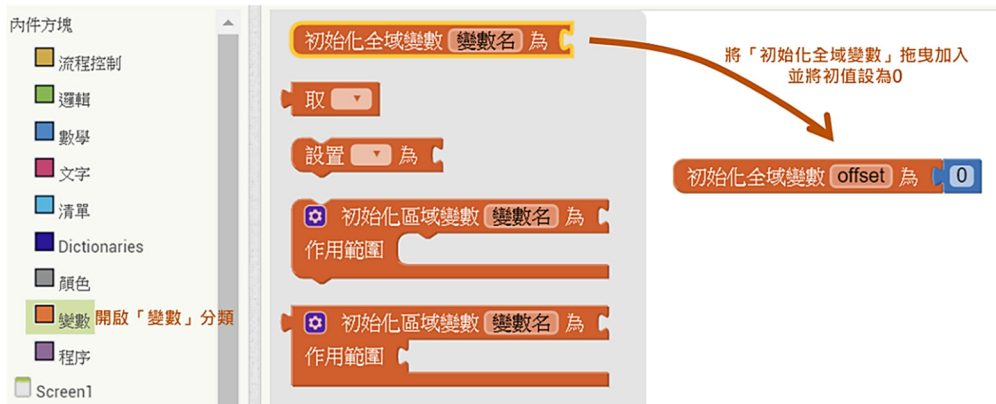 內件方塊
流程控制
邏輯
數學
文字
清單
Dictionaries
顏色
變數 開啟「變數」分類
程序
Screen1
初始化全域變數 變數名 為
取
設置 為
初始化區域變數 變數名 為
作用範圍
初始化區域變數 變數名 為
作用範圍
將「初始化全域變數」拖曳加入
並將初值設為0
初始化全域變數 offset 為 0